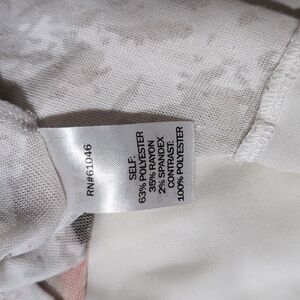 RN#61046
SELF:
63% POLYESTER
35% RAYON
2% SPANDEX
CONTRAST:
100% POLYESTER